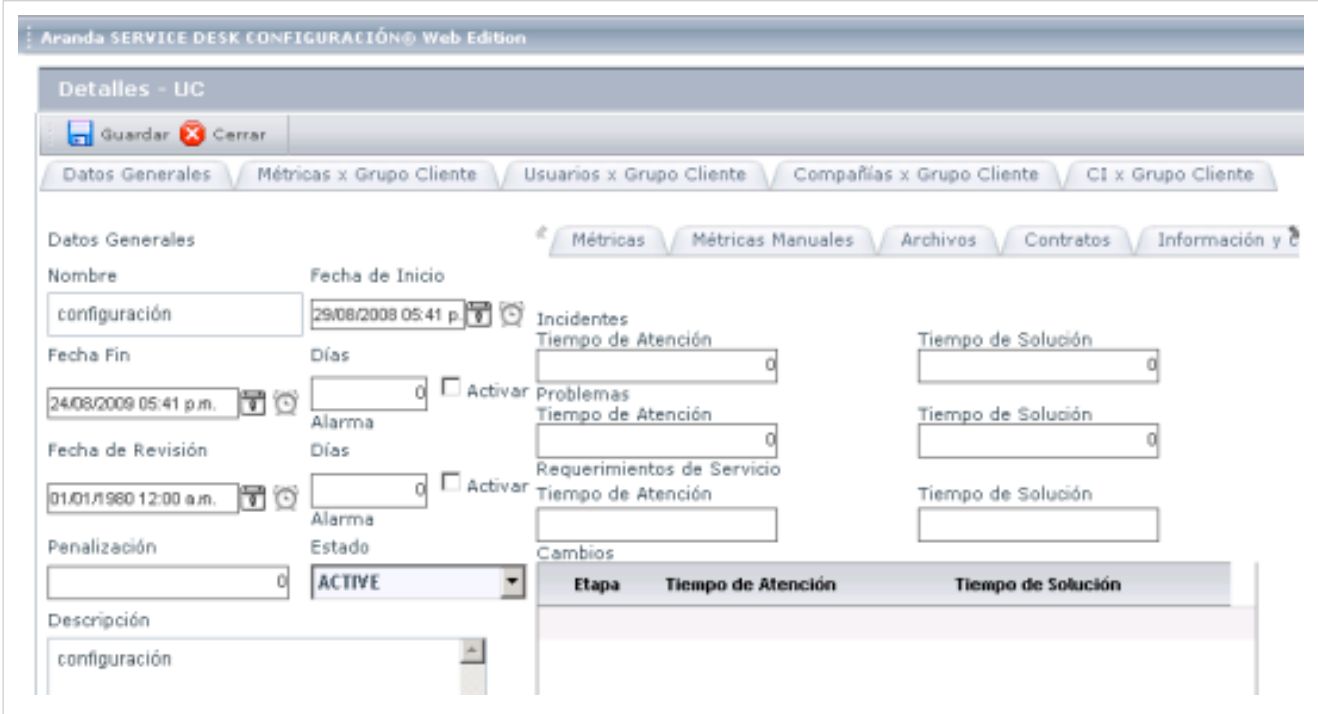 Aranda SERVICE DESK CONFIGURACIÓN® Web Edition
Detalles - UC
Guardar Cerrar
Datos Generales Métricas x Grupo Cliente Usuarios x Grupo Cliente Compañías x Grupo Cliente CI x Grupo Cliente
Datos Generales
Nombre Fecha de Inicio
configuración 29/08/2008 05:41 p.
Fecha Fin Días
24/08/2009 05:41 p.m. 0 Activar
Alarma
Fecha de Revisión Días
01/01/1980 12:00 a.m. 0 Activar
Alarma
Penalización Estado
0 ACTIVE
Descripción
configuración
Métricas Métricas Manuales Archivos Contratos Información y
Incidentes
Tiempo de Atención Tiempo de Solución
0 0
Problemas
Tiempo de Atención Tiempo de Solución
0 0
Requerimientos de Servicio
Tiempo de Atención Tiempo de Solución
Cambios
Etapa Tiempo de Atención Tiempo de Solución